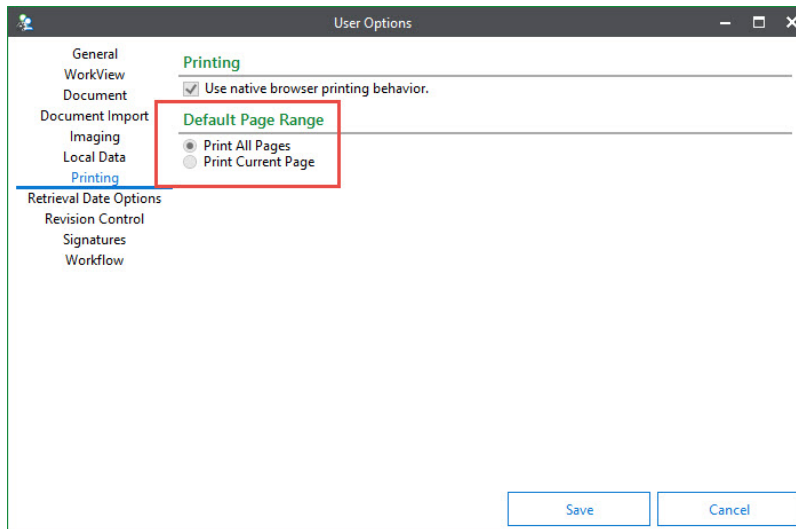 User Options
General
WorkView
Document
Document Import
Imaging
Local Data
Printing
Retrieval Date Options
Revision Control
Signatures
Workflow
Printing
Use native browser printing behavior.
Default Page Range
Print All Pages
Print Current Page
Save
Cancel